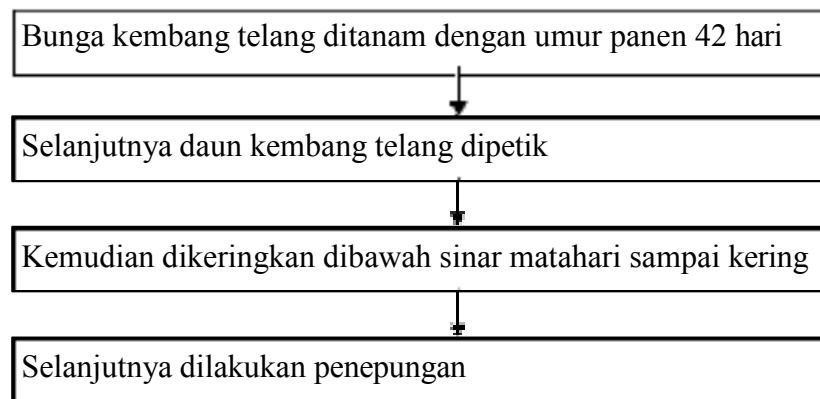 Bunga kembang telang ditanam dengan umur panen 42 hari
Selanjutnya daun kembang telang dipetik
Kemudian dikeringkan dibawah sinar matahari sampai kering
Selanjutnya dilakukan penepungan